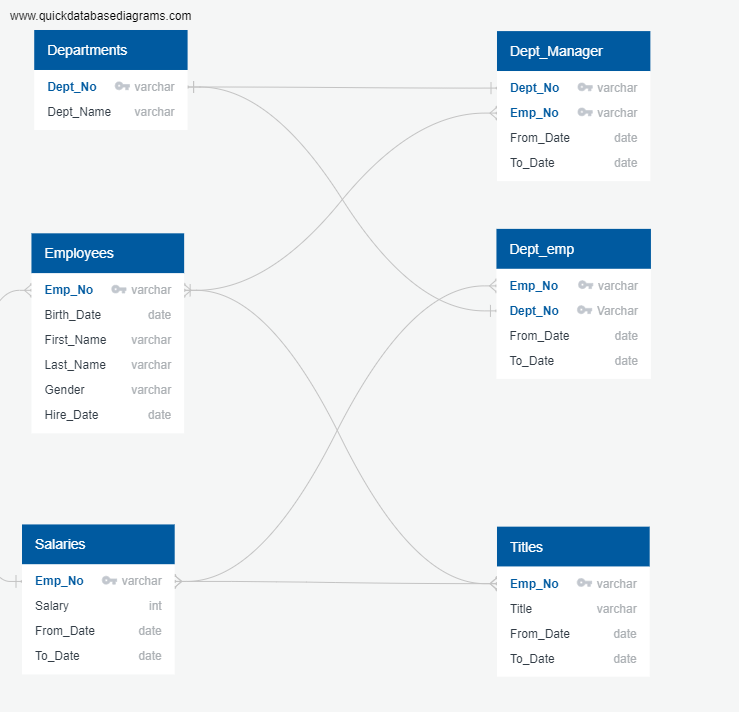 www.quickdatabasediagrams.com
Departments
Dept_No varchar
Dept_Name varchar
Dept_Manager
Dept_No varchar
Emp_No varchar
From_Date date
To_Date date
Employees
Emp_No varchar
Birth_Date date
First_Name varchar
Last_Name varchar
Gender varchar
Hire_Date date
Dept_emp
Emp_No varchar
Dept_No Varchar
From_Date date
To_Date date
Salaries
Emp_No varchar
Salary int
From_Date date
To_Date date
Titles
Emp_No varchar
Title varchar
From_Date date
To_Date date